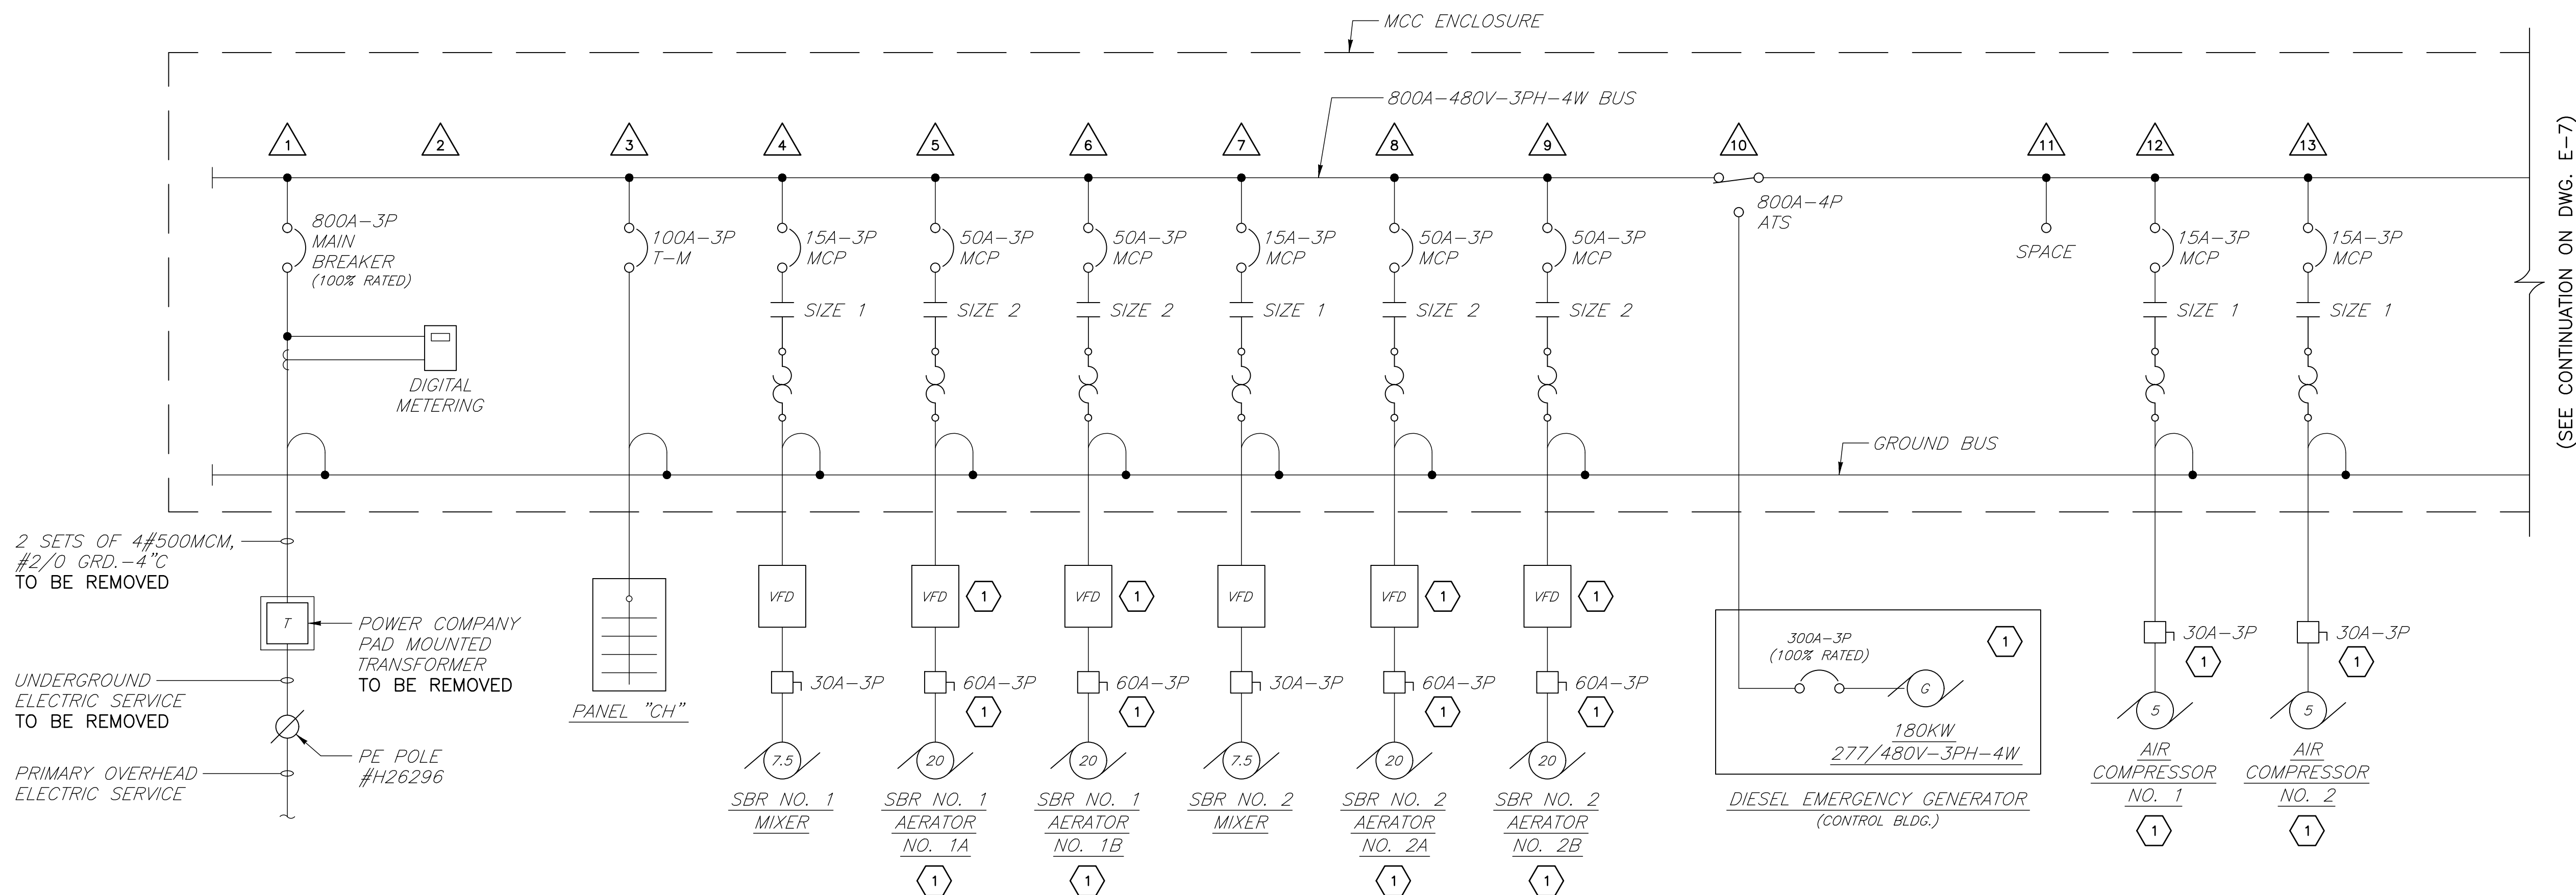 MCC ENCLOSURE
800A-480V-3PH-4W BUS
1
2
3
4
5
6
7
8
9
10
11
12
13
800A-3P
MAIN
BREAKER
(100% RATED)
100A-3P
T-M
15A-3P
MCP
50A-3P
MCP
50A-3P
MCP
15A-3P
MCP
50A-3P
MCP
50A-3P
MCP
800A-4P
ATS
SPACE
15A-3P
MCP
15A-3P
MCP
SIZE 1
SIZE 2
SIZE 2
SIZE 1
SIZE 2
SIZE 2
SIZE 1
SIZE 1
DIGITAL
METERING
GROUND BUS
(SEE CONTINUATION ON DWG. E-7)
2 SETS OF 4#500MCM,
#2/0 GRD.-4"C
TO BE REMOVED
T
POWER COMPANY
PAD MOUNTED
TRANSFORMER
TO BE REMOVED
UNDERGROUND
ELECTRIC SERVICE
TO BE REMOVED
PE POLE
#H26296
PRIMARY OVERHEAD
ELECTRIC SERVICE
PANEL "CH"
VFD
30A-3P
7.5
SBR NO. 1
MIXER
VFD
1
60A-3P
1
20
SBR NO. 1
AERATOR
NO. 1A
1
VFD
1
60A-3P
1
20
SBR NO. 1
AERATOR
NO. 1B
1
VFD
30A-3P
7.5
SBR NO. 2
MIXER
VFD
1
60A-3P
1
20
SBR NO. 2
AERATOR
NO. 2A
1
VFD
1
60A-3P
1
20
SBR NO. 2
AERATOR
NO. 2B
1
300A-3P
(100% RATED)
1
G
180KW
277/480V-3PH-4W
DIESEL EMERGENCY GENERATOR
(CONTROL BLDG.)
30A-3P
1
5
AIR
COMPRESSOR
NO. 1
1
30A-3P
1
5
AIR
COMPRESSOR
NO. 2
1